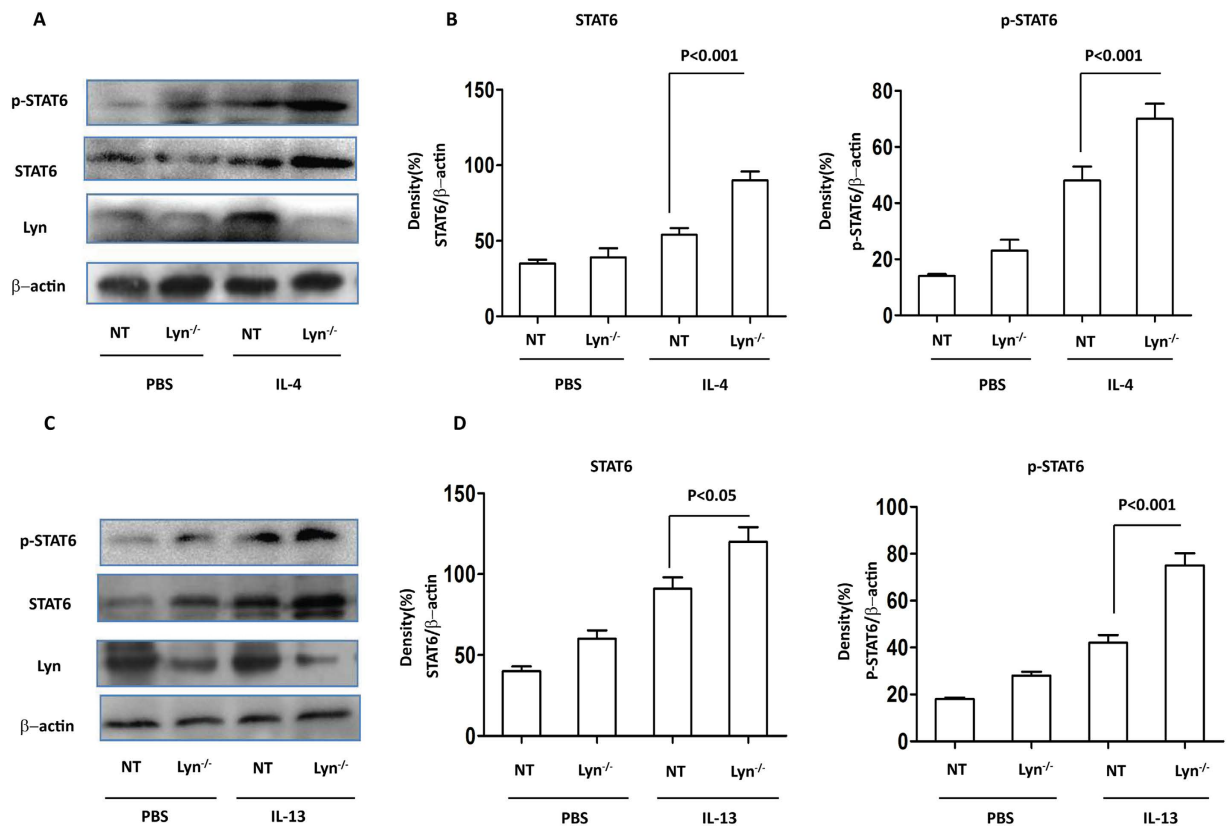 A
p-STAT6
STAT6
Lyn
β−actin
NT Lyn-/- NT Lyn-/-
PBS IL-4
B
STAT6
P<0.001
Density(%)
STAT6/β−actin
150
100
50
0
NT Lyn-/- NT Lyn-/-
PBS IL-4
p-STAT6
P<0.001
Density(%)
p-STAT6/β−actin
80
60
40
20
0
NT Lyn-/- NT Lyn-/-
PBS IL-4
C
p-STAT6
STAT6
Lyn
β−actin
NT Lyn-/- NT Lyn-/-
PBS IL-13
D
STAT6
P<0.05
Density(%)
STAT6/β−actin
150
100
50
0
NT Lyn-/- NT Lyn-/-
PBS IL-13
p-STAT6
P<0.001
Density(%)
P-STAT6/β−actin
100
80
60
40
20
0
NT Lyn-/- NT Lyn-/-
PBS IL-13